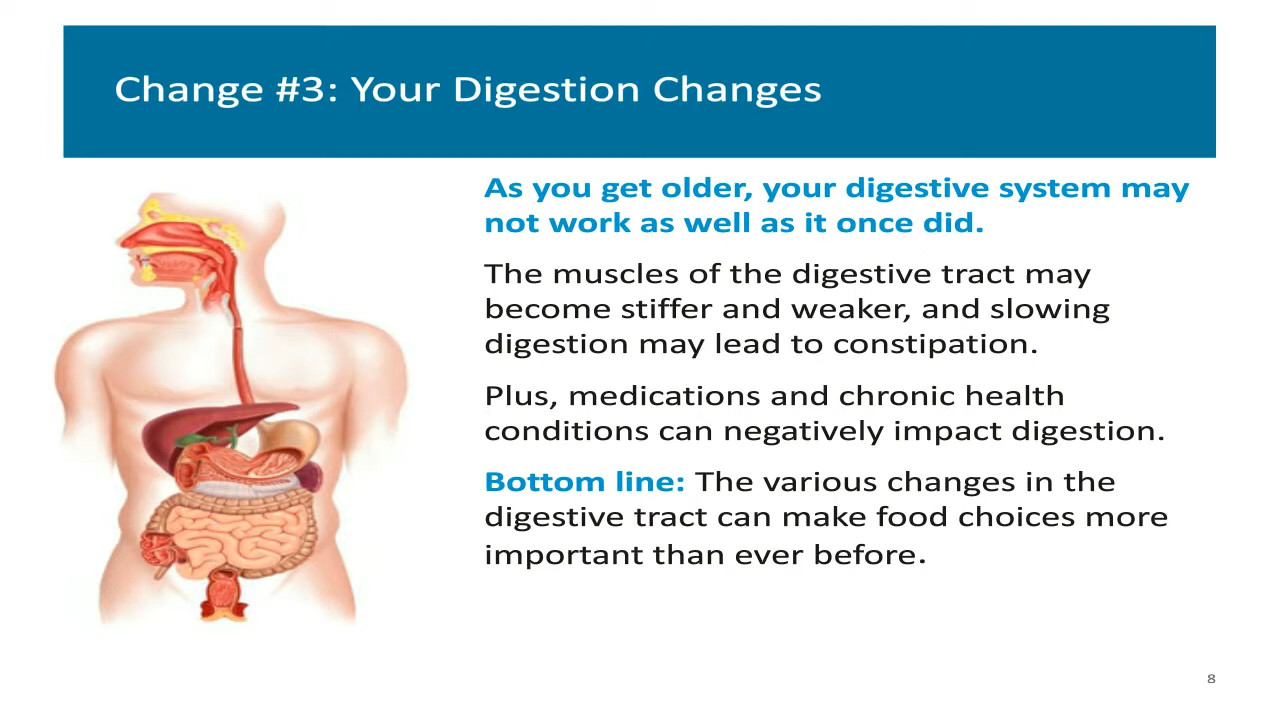 Change #3: Your Digestion Changes
As you get older, your digestive system may
not work as well as it once did.
The muscles of the digestive tract may
become stiffer and weaker, and slowing
digestion may lead to constipation.
Plus, medications and chronic health
conditions can negatively impact digestion.
Bottom line: The various changes in the
digestive tract can make food choices more
important than ever before.
8